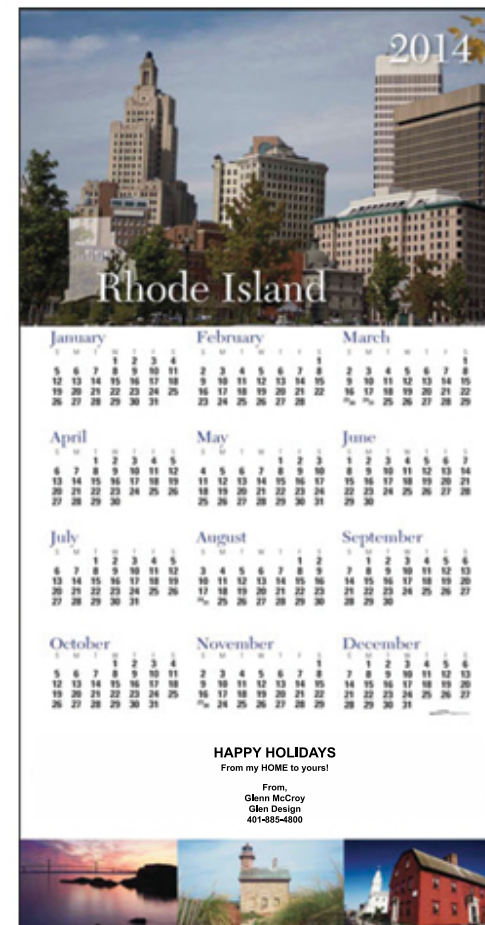 2014
Rhode Island
January
S M T W T F S
1 2 3 4
5 6 7 8 9 10 11
12 13 14 15 16 17 18
19 20 21 22 23 24 25
26 27 28 29 30 31
February
S M T W T F S
1
2 3 4 5 6 7 8
9 10 11 12 13 14 15
16 17 18 19 20 21 22
23 24 25 26 27 28
March
S M T W T F S
1
2 3 4 5 6 7 8
9 10 11 12 13 14 15
16 17 18 19 20 21 22
23/30 24/31 25 26 27 28 29
April
S M T W T F S
1 2 3 4 5
6 7 8 9 10 11 12
13 14 15 16 17 18 19
20 21 22 23 24 25 26
27 28 29 30
May
S M T W T F S
1 2 3
4 5 6 7 8 9 10
11 12 13 14 15 16 17
18 19 20 21 22 23 24
25 26 27 28 29 30 31
June
S M T W T F S
1 2 3 4 5 6 7
8 9 10 11 12 13 14
15 16 17 18 19 20 21
22 23 24 25 26 27 28
29 30
July
S M T W T F S
1 2 3 4 5
6 7 8 9 10 11 12
13 14 15 16 17 18 19
20 21 22 23 24 25 26
27 28 29 30 31
August
S M T W T F S
1 2
3 4 5 6 7 8 9
10 11 12 13 14 15 16
17 18 19 20 21 22 23
24/31 25 26 27 28 29 30
September
S M T W T F S
1 2 3 4 5 6
7 8 9 10 11 12 13
14 15 16 17 18 19 20
21 22 23 24 25 26 27
28 29 30
October
S M T W T F S
1 2 3 4
5 6 7 8 9 10 11
12 13 14 15 16 17 18
19 20 21 22 23 24 25
26 27 28 29 30 31
November
S M T W T F S
1
2 3 4 5 6 7 8
9 10 11 12 13 14 15
16 17 18 19 20 21 22
23/30 24 25 26 27 28 29
December
S M T W T F S
1 2 3 4 5 6
7 8 9 10 11 12 13
14 15 16 17 18 19 20
21 22 23 24 25 26 27
28 29 30 31
HAPPY HOLIDAYS
From my HOME to yours!
From,
Glenn McCroy
Glen Design
401-885-4800